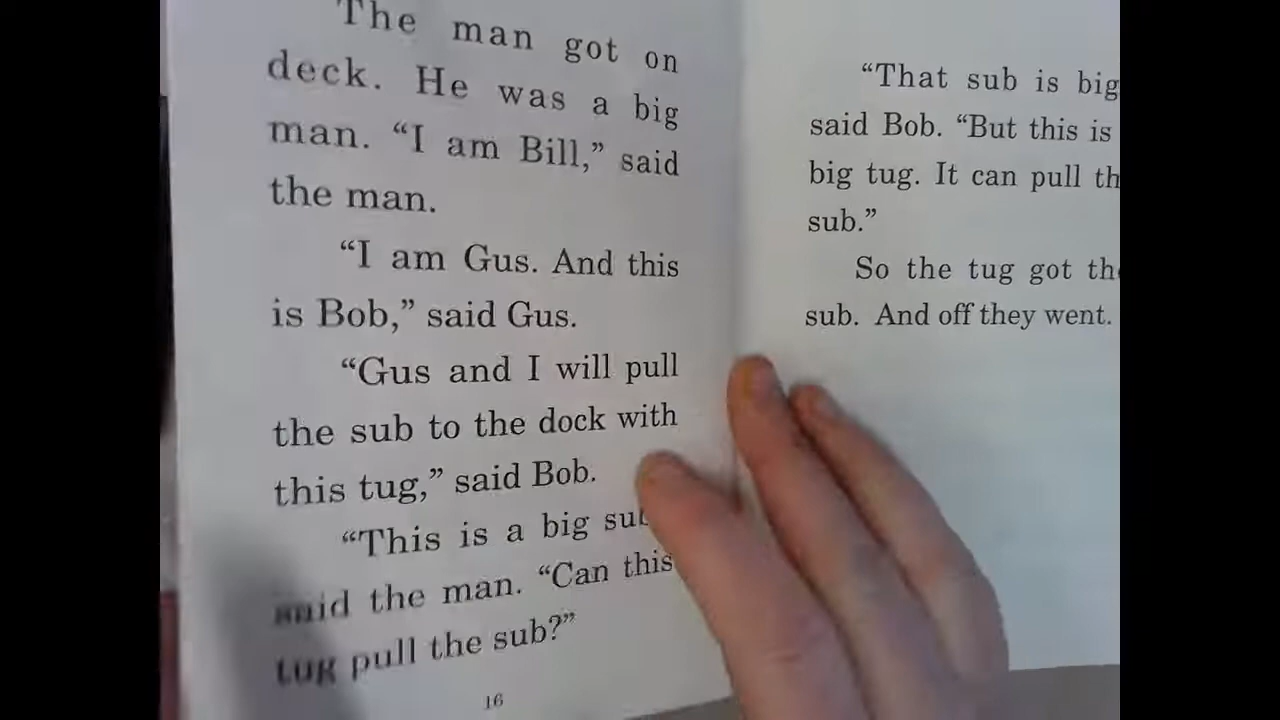 The man got on
deck. He was a big
man. “I am Bill,” said
the man.
“I am Gus. And this
is Bob,” said Gus.
“Gus and I will pull
the sub to the dock with
this tug,” said Bob.
“This is a big
said the man. “Can this
tug pull the sub?”
16
“That sub is big
said Bob. “But this is
big tug. It can pull
sub.”
So the tug got
sub. And off they went.